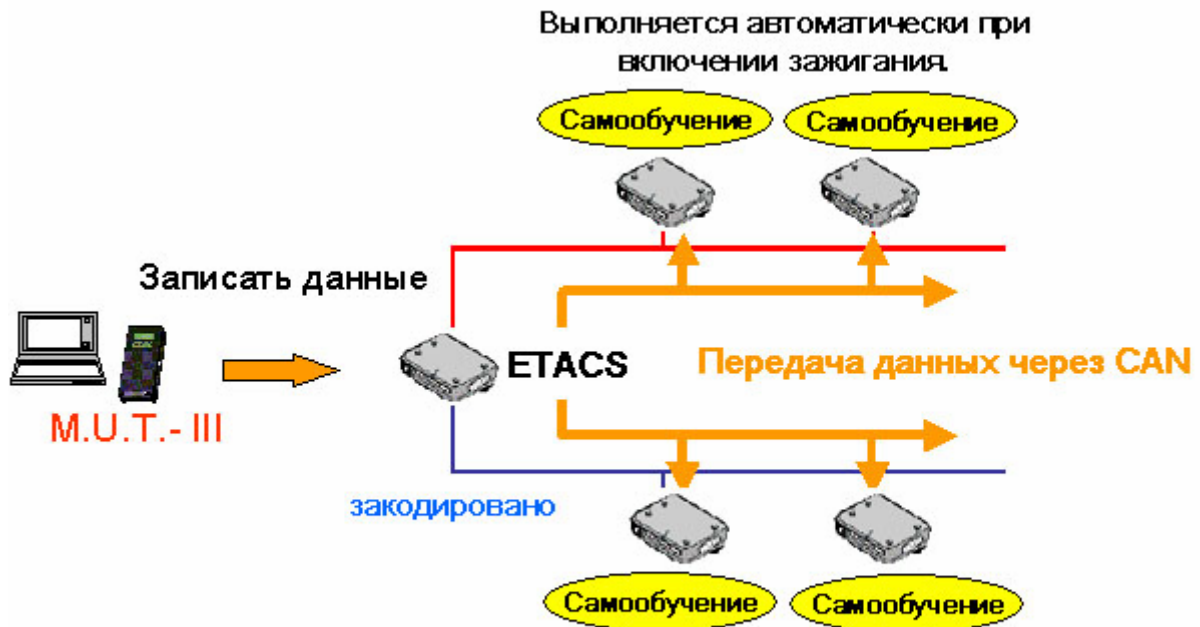 Выполняется автоматически при
включении зажигания.
Самообучение
Самообучение
Записать данные
ETACS
Передача данных через CAN
M.U.T.- III
закодировано
Самообучение
Самообучение